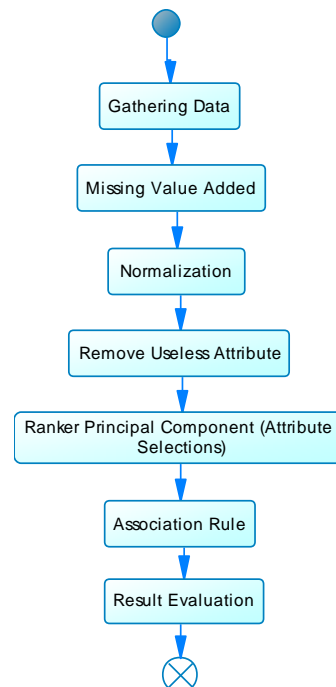 Gathering Data
Missing Value Added
Normalization
Remove Useless Attribute
Ranker Principal Component (Attribute
Selections)
Association Rule
Result Evaluation